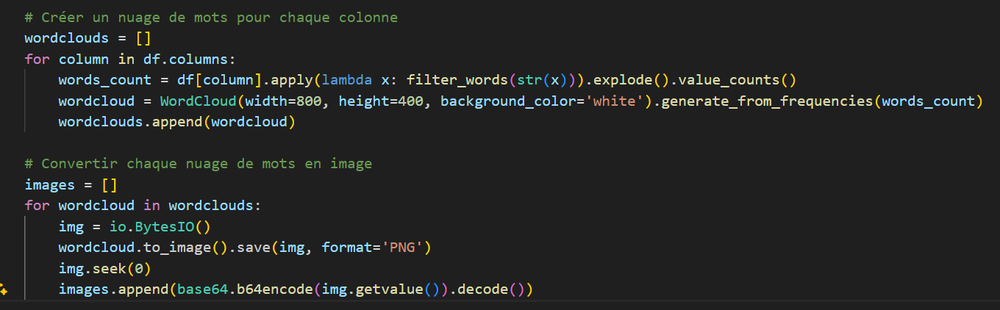 # Créer un nuage de mots pour chaque colonne
wordclouds = []
for column in df.columns:
    words_count = df[column].apply(lambda x: filter_words(str(x))).explode().value_counts()
    wordcloud = WordCloud(width=800, height=400, background_color='white').generate_from_frequencies(words_count)
    wordclouds.append(wordcloud)

# Convertir chaque nuage de mots en image
images = []
for wordcloud in wordclouds:
    img = io.BytesIO()
    wordcloud.to_image().save(img, format='PNG')
    img.seek(0)
    images.append(base64.b64encode(img.getvalue()).decode())